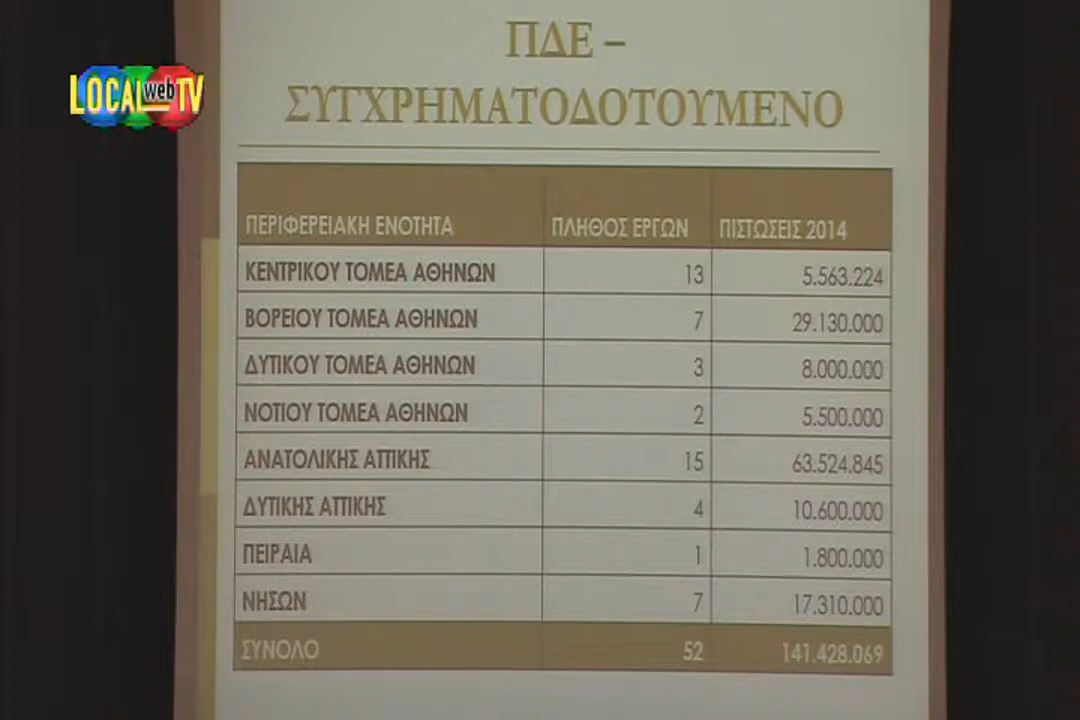 LOCAL web TV
ΠΔΕ –
ΣΥΓΧΡΗΜΑΤΟΔΟΤΟΥΜΕΝΟ
ΠΕΡΙΦΕΡΕΙΑΚΗ ΕΝΟΤΗΤΑ ΠΛΗΘΟΣ ΕΡΓΩΝ ΠΙΣΤΩΣΕΙΣ 2014
ΚΕΝΤΡΙΚΟΥ ΤΟΜΕΑ ΑΘΗΝΩΝ 13 5.563.224
ΒΟΡΕΙΟΥ ΤΟΜΕΑ ΑΘΗΝΩΝ 7 29.130.000
ΔΥΤΙΚΟΥ ΤΟΜΕΑ ΑΘΗΝΩΝ 3 8.000.000
ΝΟΤΙΟΥ ΤΟΜΕΑ ΑΘΗΝΩΝ 2 5.500.000
ΑΝΑΤΟΛΙΚΗΣ ΑΤΤΙΚΗΣ 15 63.524.845
ΔΥΤΙΚΗΣ ΑΤΤΙΚΗΣ 4 10.600.000
ΠΕΙΡΑΙΑ 1 1.800.000
ΝΗΣΩΝ 7 17.310.000
ΣΥΝΟΛΟ 52 141.428.069